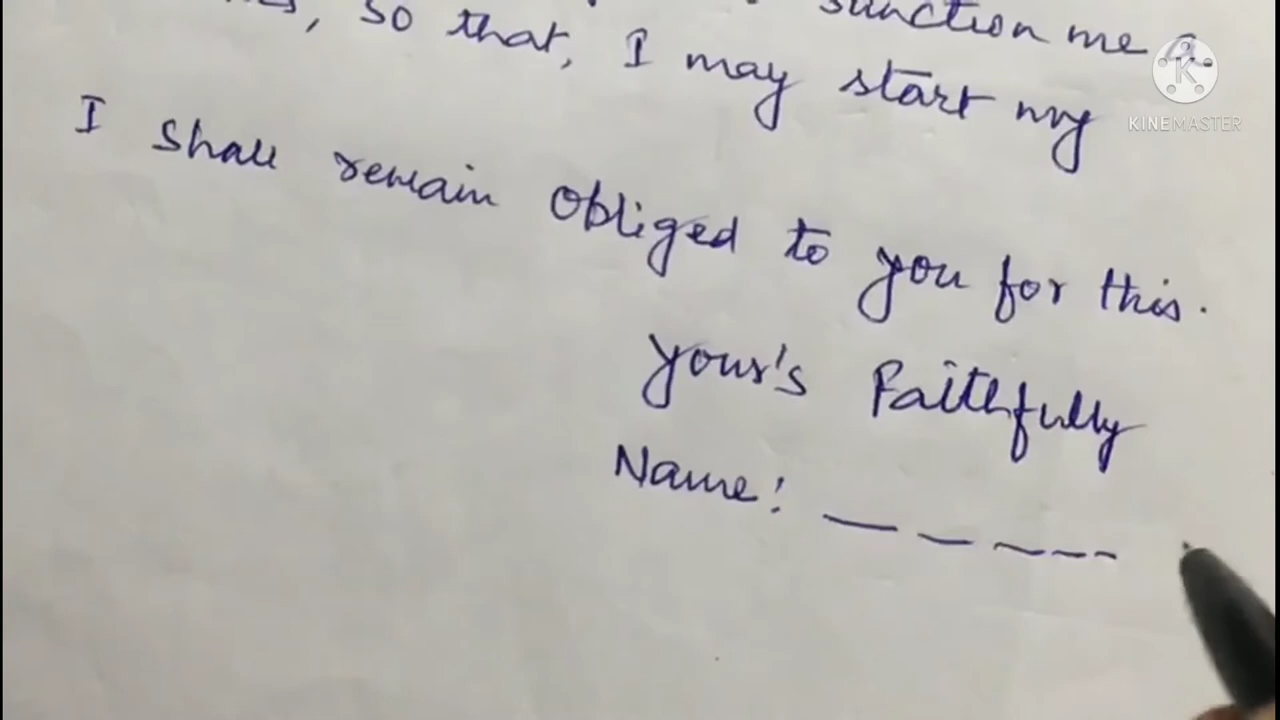 sanction me a
, so that, I may start my
I shall remain obliged to you for this.
Your's Faithfully
Name: _ _ _ _ _
KINEMASTER